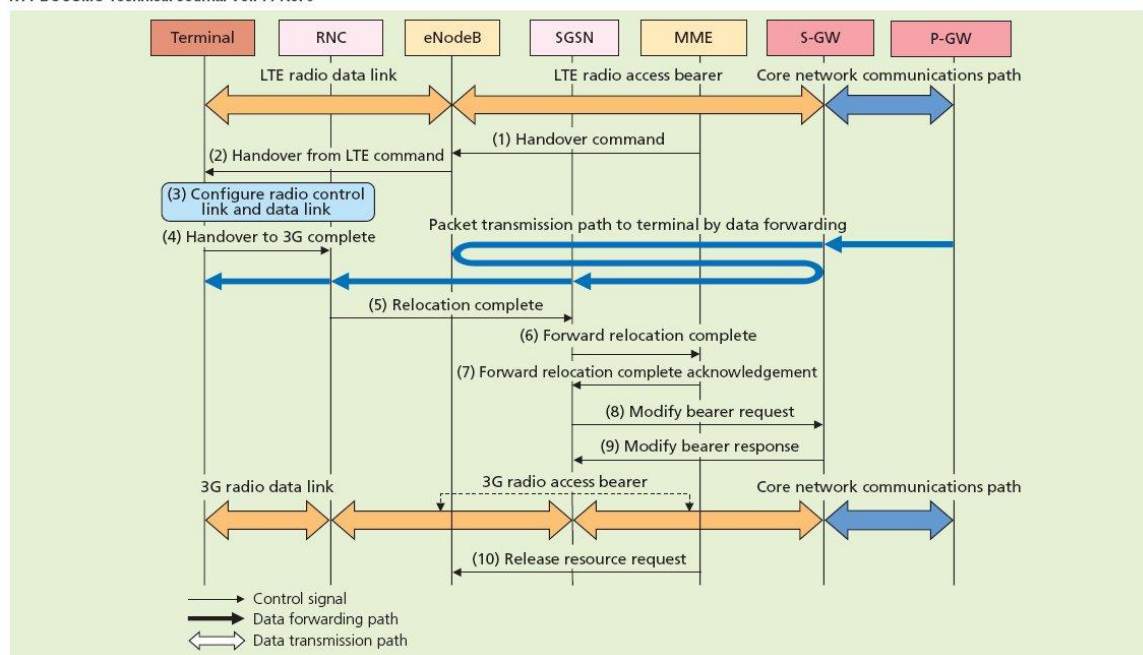 Terminal
RNC
eNodeB
SGSN
MME
S-GW
P-GW
LTE radio data link
LTE radio access bearer
Core network communications path
(1) Handover command
(2) Handover from LTE command
(3) Configure radio control
link and data link
Packet transmission path to terminal by data forwarding
(4) Handover to 3G complete
(5) Relocation complete
(6) Forward relocation complete
(7) Forward relocation complete acknowledgement
(8) Modify bearer request
(9) Modify bearer response
3G radio data link
3G radio access bearer
Core network communications path
(10) Release resource request
Control signal
Data forwarding path
Data transmission path